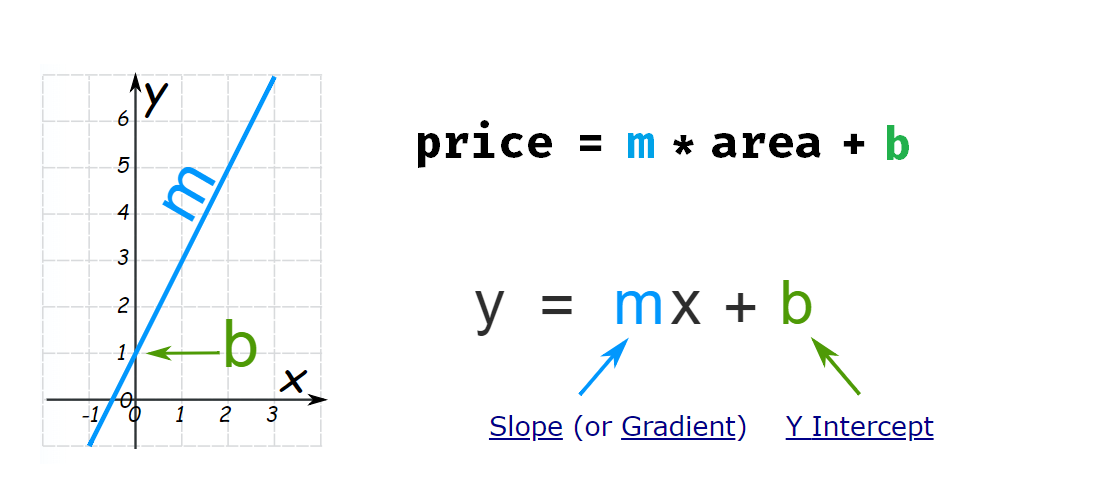 y
6
5
4
3
2
1
0
-1 0 1 2 3
x
m
b
price = m * area + b
y = mx + b
Slope (or Gradient)
Y Intercept